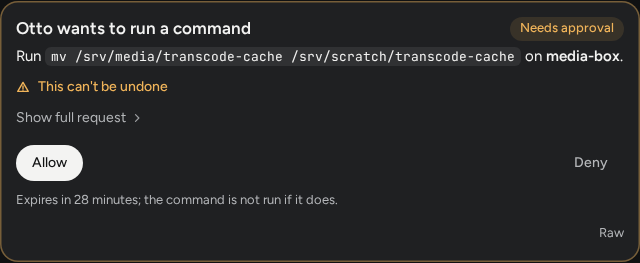 Otto wants to run a command
Needs approval
Run mv /srv/media/transcode-cache /srv/scratch/transcode-cache on media-box.
This can't be undone
Show full request
Allow
Deny
Expires in 28 minutes; the command is not run if it does.
Raw